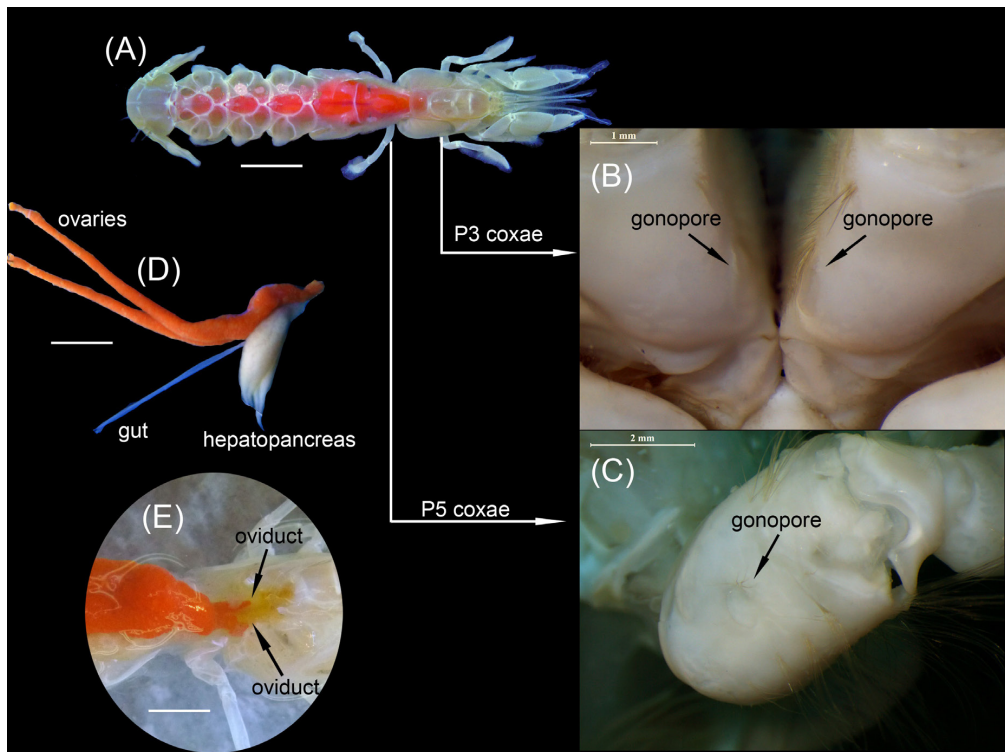 (A)
1 mm
(B)
gonopore
gonopore
P3 coxae
ovaries
(D)
gut
hepatopancreas
2 mm
(C)
gonopore
P5 coxae
(E)
oviduct
oviduct